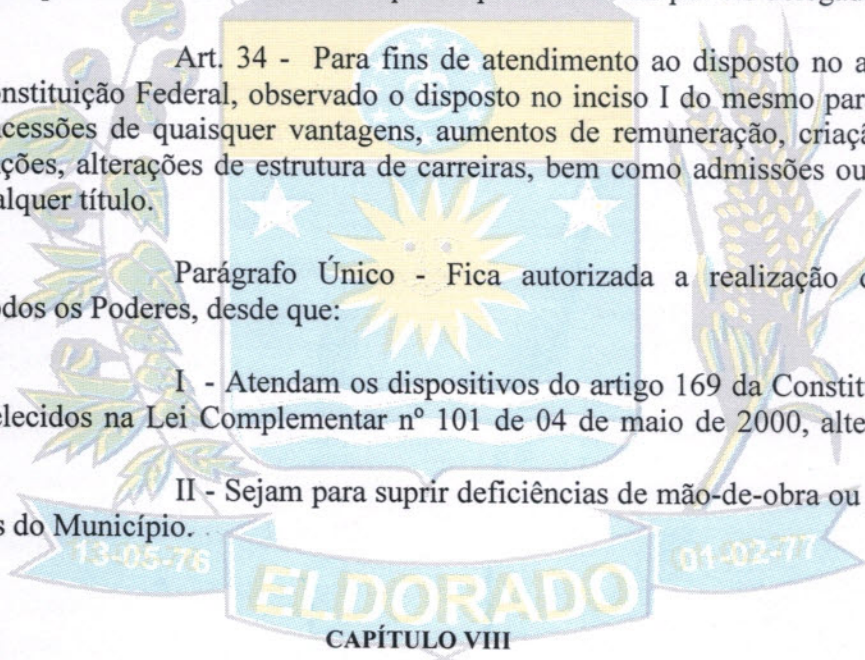 Art. 34 - Para fins de atendimento ao disposto no a
onstituição Federal, observado o disposto no inciso I do mesmo par
cessões de quaisquer vantagens, aumentos de remuneração, criaçã
ções, alterações de estrutura de carreiras, bem como admissões ou
alquer título.
Parágrafo Único - Fica autorizada a realização
odos os Poderes, desde que:
I - Atendam os dispositivos do artigo 169 da Constit
elecidos na Lei Complementar nº 101 de 04 de maio de 2000, alte
II - Sejam para suprir deficiências de mão-de-obra ou
s do Município.
13-05-76
01-02-77
ELDORADO
CAPÍTULO VIII